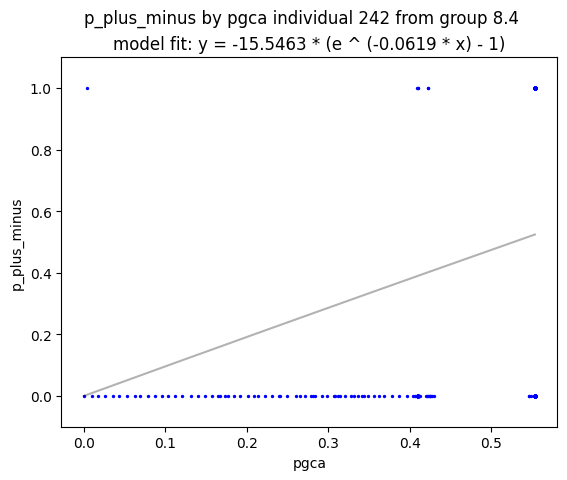 p_plus_minus by pgca individual 242 from group 8.4
model fit: y = -15.5463 * (e ^ (-0.0619 * x) - 1)
1.0
0.8
0.6
0.4
0.2
0.0
p_plus_minus
0.0 0.1 0.2 0.3 0.4 0.5
pgca